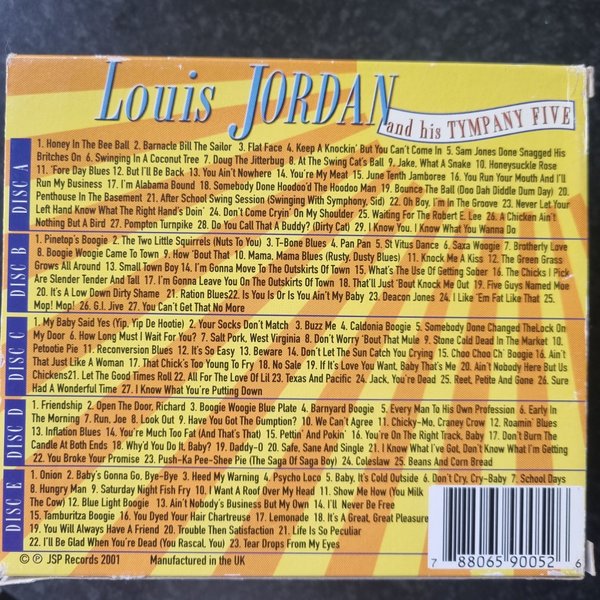 Louis JORDAN
and his TYMPANY FIVE
DISC A
1. Honey In The Bee Ball 2. Barnacle Bill The Sailor 3. Flat Face 4. Keep A Knockin' But You Can't Come In 5. Sam Jones Done Snagged His
Britches On 6. Swinging In A Coconut Tree 7. Doug The Jitterbug 8. At The Swing Cat's Ball 9. Jake, What A Snake 10. Honeysuckle Rose
11. 'Fore Day Blues 12. But I'll Be Back 13. You Ain't Nowhere 14. You're My Meat 15. June Tenth Jamboree 16. You Run Your Mouth And I'll
Run My Business 17. I'm Alabama Bound 18. Somebody Done Hoodoo'd The Hoodoo Man 19. Bounce The Ball (Doo Dah Diddle Dum Day) 20.
Penthouse In The Basement 21. After School Swing Session (Swinging With Symphony, Sid) 22. Oh Boy, I'm In The Groove 23. Never Let Your
Left Hand Know What The Right Hand's Doin' 24. Don't Come Cryin' On My Shoulder 25. Waiting For The Robert E. Lee 26. A Chicken Ain't
Nothing But A Bird 27. Pompton Turnpike 28. Do You Call That A Buddy? (Dirty Cat) 29. I Know You. I Know What You Wanna Do
DISC B
1. Pinetop's Boogie 2. The Two Little Squirrels (Nuts To You) 3. T-Bone Blues 4. Pan Pan 5. St Vitus Dance 6. Saxa Woogie 7. Brotherly Love
8. Boogie Woogie Came To Town 9. How 'Bout That 10. Mama, Mama Blues (Rusty, Dusty Blues) 11. Knock Me A Kiss 12. The Green Grass
Grows All Around 13. Small Town Boy 14. I'm Gonna Move To The Outskirts Of Town 15. What's The Use Of Getting Sober 16. The Chicks I Pick
Are Slender Tender And Tall 17. I'm Gonna Leave You On The Outskirts Of Town 18. That'll Just 'Bout Knock Me Out 19. Five Guys Named Moe
20. It's A Low Down Dirty Shame 21. Ration Blues22. Is You Is Or Is You Ain't My Baby 23. Deacon Jones 24. I Like 'Em Fat Like That 25.
Mop! Mop! 26. G.I. Jive 27. You Can't Get That No More
DISC C
1. My Baby Said Yes (Yip, Yip De Hootie) 2. Your Socks Don't Match 3. Buzz Me 4. Caldonia Boogie 5. Somebody Done Changed TheLock On
My Door 6. How Long Must I Wait For You? 7. Salt Pork, West Virginia 8. Don't Worry 'Bout That Mule 9. Stone Cold Dead In The Market 10.
Petootie Pie 11. Reconversion Blues 12. It's So Easy 13. Beware 14. Don't Let The Sun Catch You Crying 15. Choo Choo Ch' Boogie 16. Ain't
That Just Like A Woman 17. That Chick's Too Young To Fry 18. No Sale 19. If It's Love You Want, Baby That's Me 20. Ain't Nobody Here But Us
Chickens21. Let The Good Times Roll 22. All For The Love Of Lil 23. Texas And Pacific 24. Jack, You're Dead 25. Reet, Petite And Gone 26. Sure
Had A Wonderful Time 27. I Know What You're Putting Down
DISC D
1. Friendship 2. Open The Door, Richard 3. Boogie Woogie Blue Plate 4. Barnyard Boogie 5. Every Man To His Own Profession 6. Early In
The Morning 7. Run, Joe 8. Look Out 9. Have You Got The Gumption? 10. We Can't Agree 11. Chicky-Mo, Craney Crow 12. Roamin' Blues
13. Inflation Blues 14. You're Much Too Fat (And That's That) 15. Pettin' And Pokin' 16. You're On The Right Track, Baby 17. Don't Burn The
Candle At Both Ends 18. Why'd You Do It, Baby? 19. Daddy-O 20. Safe, Sane And Single 21. I Know What I've Got, Don't Know What I'm Getting
22. You Broke Your Promise 23. Push-Ka Pee-Shee Pie (The Saga Of Saga Boy) 24. Coleslaw 25. Beans And Corn Bread
DISC E
1. Onion 2. Baby's Gonna Go, Bye-Bye 3. Heed My Warning 4. Psycho Loco 5. Baby, It's Cold Outside 6. Don't Cry, Cry-Baby 7. School Days
8. Hungry Man 9. Saturday Night Fish Fry 10. I Want A Roof Over My Head 11. Show Me How (You Milk
The Cow) 12. Blue Light Boogie 13. Ain't Nobody's Business But My Own 14. I'll Never Be Free
15. Tamburitza Boogie 16. You Dyed Your Hair Chartreuse 17. Lemonade 18. It's A Great, Great Pleasure
19. You Will Always Have A Friend 20. Trouble Then Satisfaction 21. Life Is So Peculiar
22. I'll Be Glad When You're Dead (You Rascal, You) 23. Tear Drops From My Eyes
7 88065 90052 6
© ℗ JSP Records 2001 Manufactured in the UK